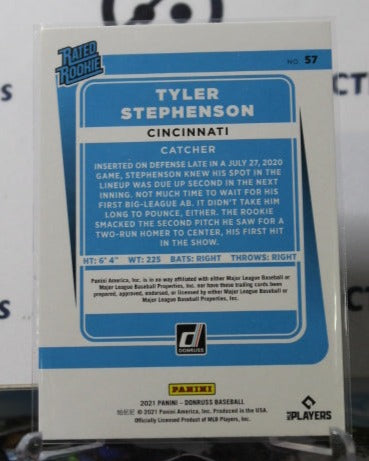 RATED
ROOKIE
NO. 57
TYLER
STEPHENSON
CINCINNATI
CATCHER
INSERTED ON DEFENSE LATE IN A JULY 27, 2020
GAME, STEPHENSON KNEW HIS SPOT IN THE
LINEUP WAS DUE UP SECOND IN THE NEXT
INNING. NOT MUCH TIME TO WAIT FOR HIS
FIRST BIG-LEAGUE AB. IT DIDN'T TAKE HIM
LONG TO POUNCE, EITHER. THE ROOKIE
SMACKED THE SECOND PITCH HE SAW FOR A
TWO-RUN HOMER TO CENTER, HIS FIRST HIT
IN THE SHOW.
HT: 6' 4" WT: 225 BATS: RIGHT THROWS: RIGHT
Panini America, Inc. is in no way affiliated with either Major League Baseball or
Major League Baseball Properties, Inc. nor have these trading cards been
prepared, approved, endorsed, or licensed by either Major League Baseball or
Major League Baseball Properties, Inc.
D
DONRUSS
PANINI
2021 PANINI - DONRUSS BASEBALL
© 2021 Panini America, Inc. Produced in the USA.
Officially Licensed Product of MLB Players, Inc.
MLB PLAYERS